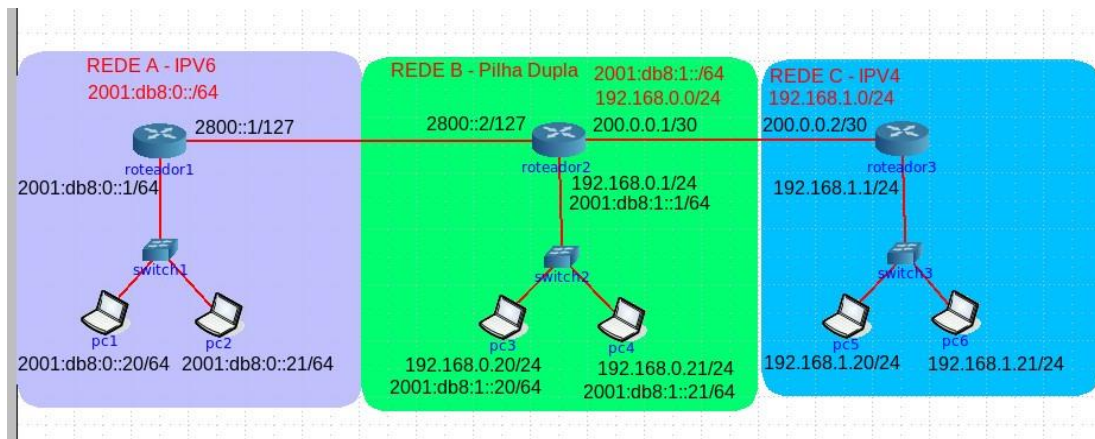 REDE A - IPV6
2001:db8:0::/64
2800::1/127
roteador1
2001:db8:0::1/64
switch1
pc1
pc2
2001:db8:0::20/64
2001:db8:0::21/64
REDE B - Pilha Dupla
2001:db8:1::/64
192.168.0.0/24
2800::2/127
200.0.0.1/30
roteador2
192.168.0.1/24
2001:db8:1::1/64
switch2
pc3
pc4
192.168.0.20/24
2001:db8:1::20/64
192.168.0.21/24
2001:db8:1::21/64
REDE C - IPV4
192.168.1.0/24
200.0.0.2/30
roteador3
192.168.1.1/24
switch3
pc5
pc6
192.168.1.20/24
192.168.1.21/24